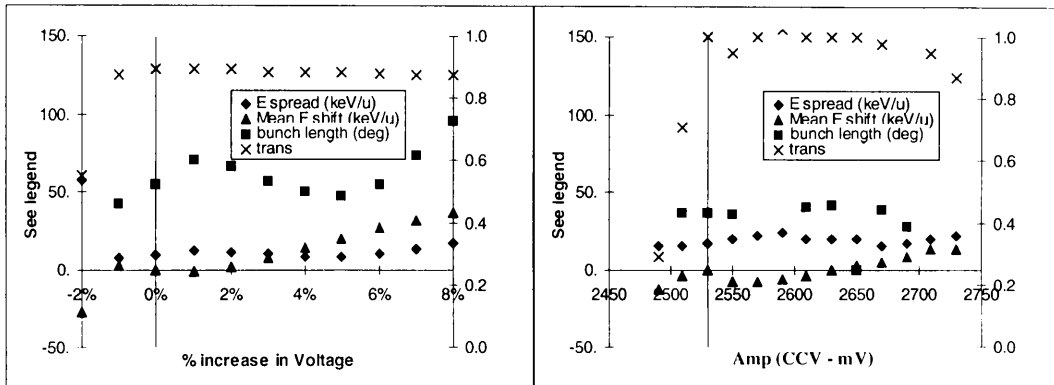 150.
100.
50.
0.
-50.
See legend
-2%
0%
2%
4%
6%
8%
% increase in Voltage
1.0
0.8
0.6
0.4
0.2
0.0
E spread (keV/u)
Mean E shift (keV/u)
bunch length (deg)
trans
150.
100.
50.
0.
-50.
See legend
2450
2500
2550
2600
2650
2700
2750
Amp (CCV - mV)
1.0
0.8
0.6
0.4
0.2
0.0
E spread (keV/u)
Mean E shift (keV/u)
bunch length (deg)
trans